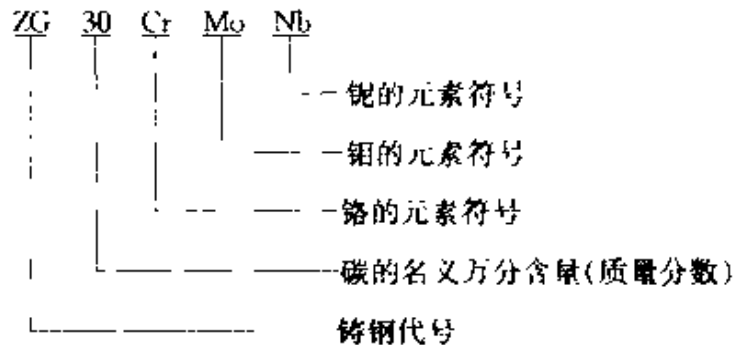 ZG 30 Cr Mo Nb
铌的元素符号
钼的元素符号
铬的元素符号
碳的名义万分含量(质量分数)
铸钢代号